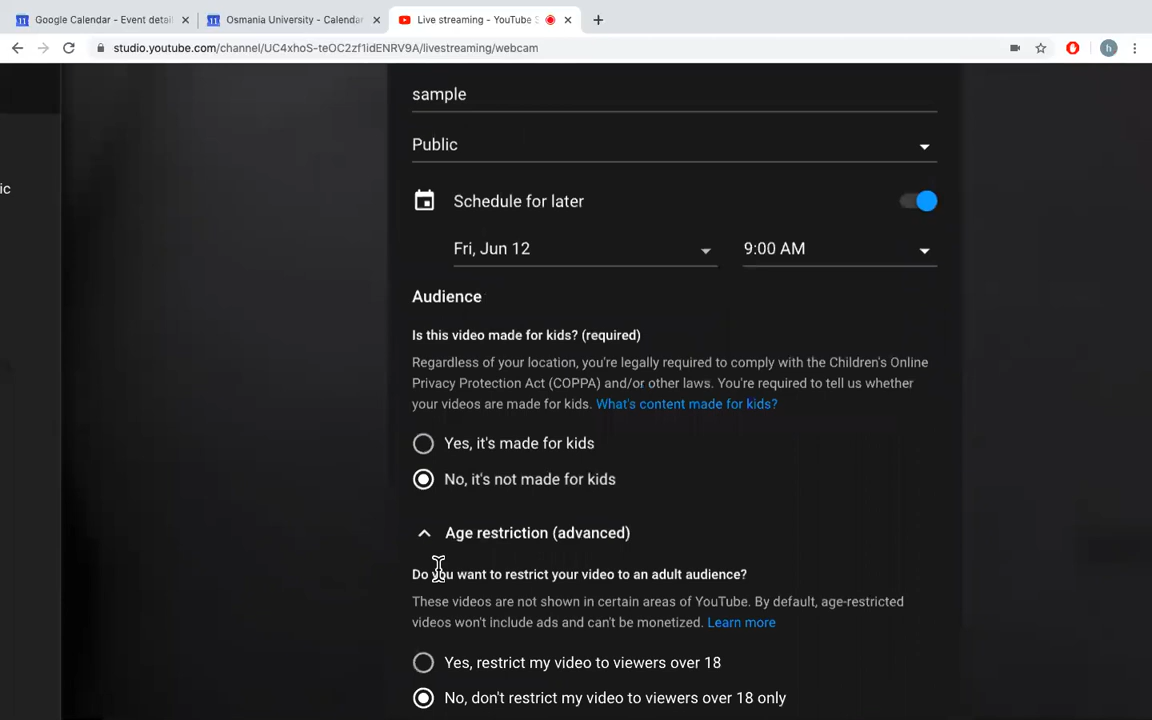 Google Calendar - Event detai
Osmania University - Calenda
Live streaming - YouTube S
studio.youtube.com/channel/UC4xhoS-teOC2zf1idENRV9A/livestreaming/webcam
h
sample
Public
ic
Schedule for later
Fri, Jun 12
9:00 AM
Audience
Is this video made for kids? (required)
Regardless of your location, you're legally required to comply with the Children's Online
Privacy Protection Act (COPPA) and/or other laws. You're required to tell us whether
your videos are made for kids. What's content made for kids?
Yes, it's made for kids
No, it's not made for kids
Age restriction (advanced)
Do you want to restrict your video to an adult audience?
These videos are not shown in certain areas of YouTube. By default, age-restricted
videos won't include ads and can't be monetized. Learn more
Yes, restrict my video to viewers over 18
No, don't restrict my video to viewers over 18 only